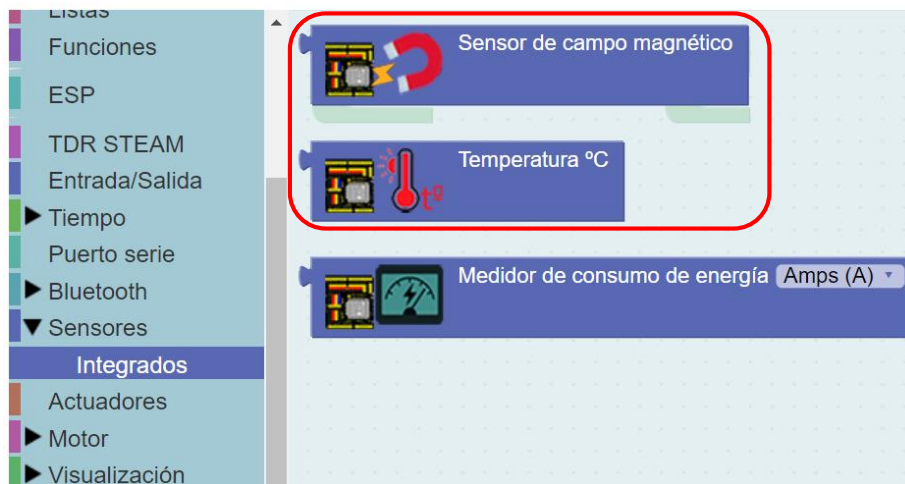 Listas
Funciones
ESP
TDR STEAM
Entrada/Salida
Tiempo
Puerto serie
Bluetooth
Sensores
Integrados
Actuadores
Motor
Visualización
Sensor de campo magnético
Temperatura ºC
tº
Medidor de consumo de energía Amps (A)